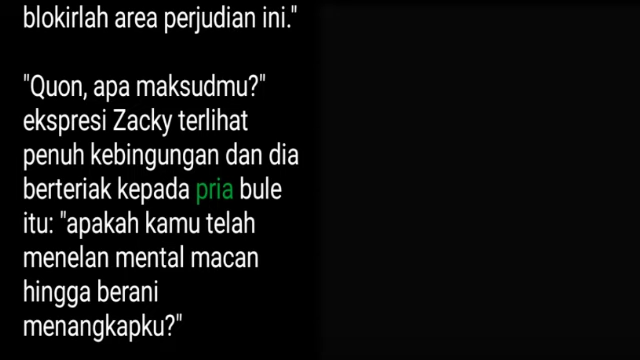 blokirlah area perjudian ini."
"Quon, apa maksudmu?"
ekspresi Zacky terlihat
penuh kebingungan dan dia
berteriak kepada pria bule
itu: "apakah kamu telah
menelan mental macan
hingga berani
menangkapku?"